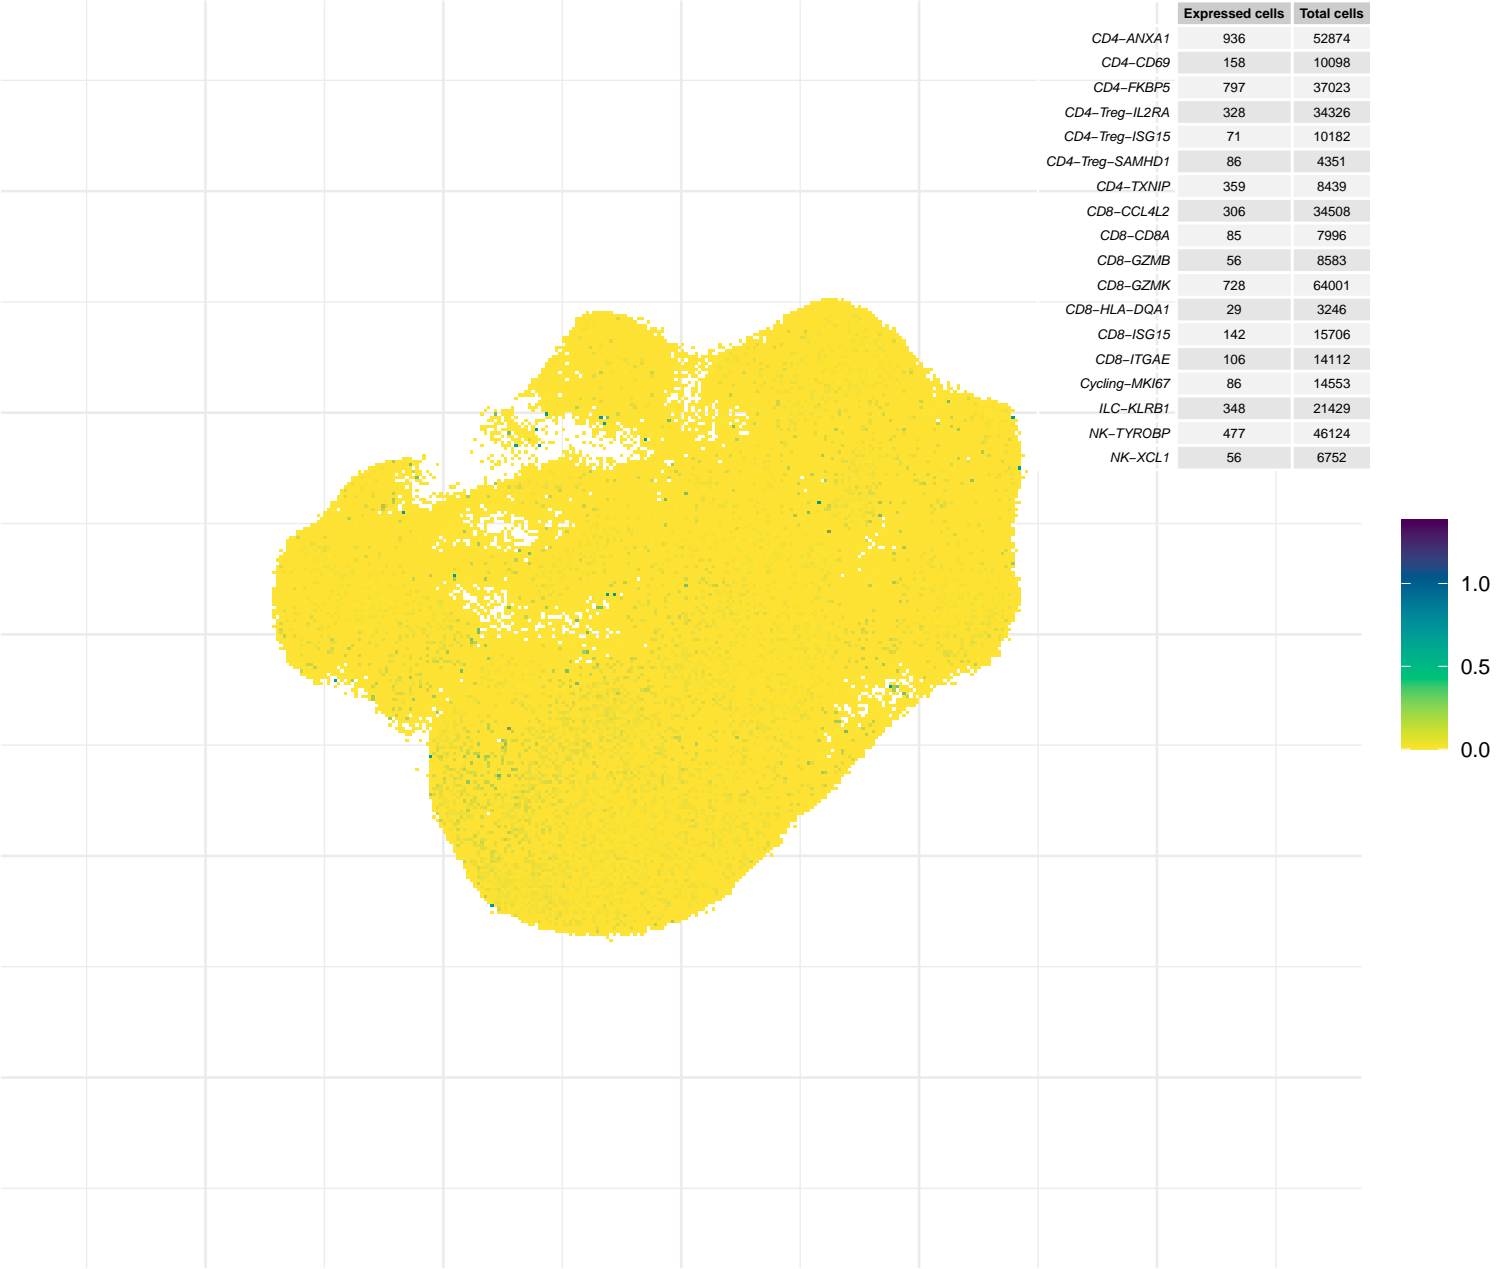 Expressed cells Total cells
CD4−ANXA1 936 52874
CD4−CD69 158 10098
CD4−FKBP5 797 37023
CD4−Treg−IL2RA 328 34326
CD4−Treg−ISG15 71 10182
CD4−Treg−SAMHD1 86 4351
CD4−TXNIP 359 8439
CD8−CCL4L2 306 34508
CD8−CD8A 85 7996
CD8−GZMB 56 8583
CD8−GZMK 728 64001
CD8−HLA−DQA1 29 3246
CD8−ISG15 142 15706
CD8−ITGAE 106 14112
Cycling−MKI67 86 14553
ILC−KLRB1 348 21429
NK−TYROBP 477 46124
NK−XCL1 56 6752
1.0
0.5
0.0